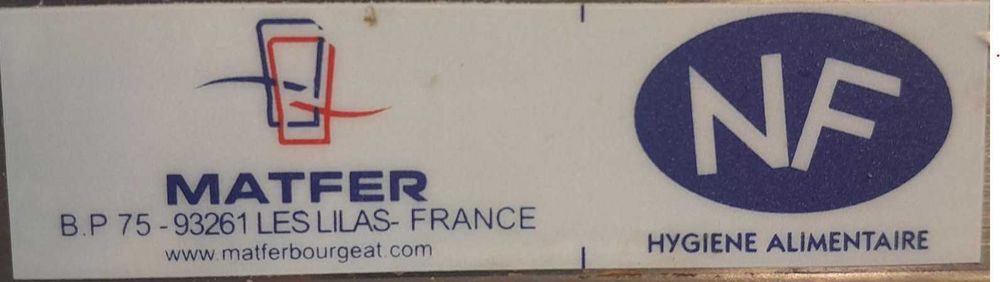 MATFER
B.P 75 - 93261 LES LILAS- FRANCE
www.matferbourgeat.com
NF
HYGIENE ALIMENTAIRE